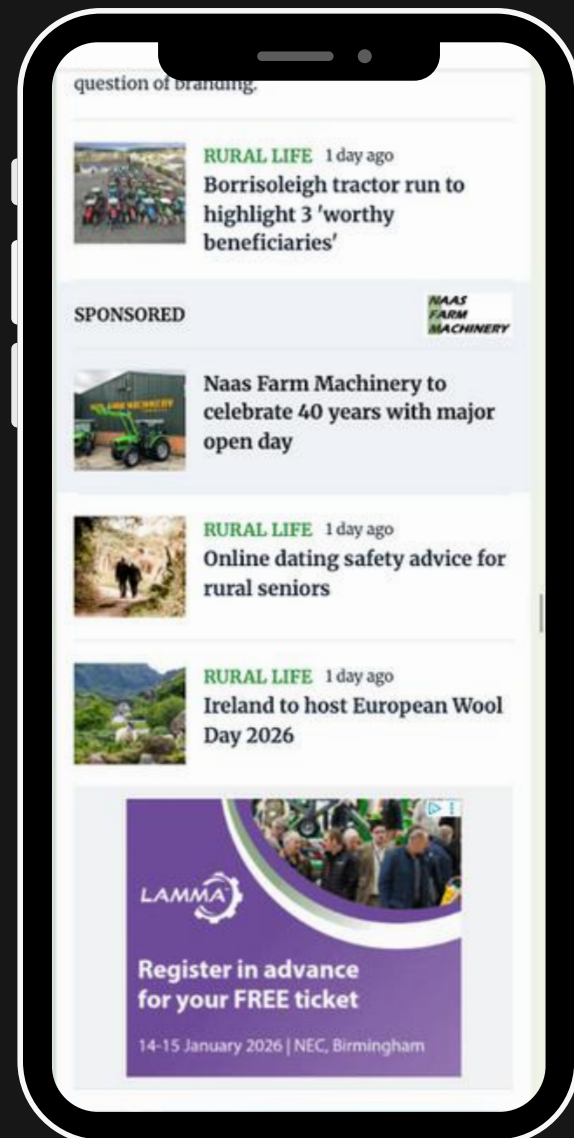 question of branding.
RURAL LIFE 1 day ago
Borrisoleigh tractor run to
highlight 3 'worthy
beneficiaries'
SPONSORED
NAAS
FARM
MACHINERY
Naas Farm Machinery to
celebrate 40 years with major
open day
RURAL LIFE 1 day ago
Online dating safety advice for
rural seniors
RURAL LIFE 1 day ago
Ireland to host European Wool
Day 2026
LAMMA
Register in advance
for your FREE ticket
14-15 January 2026 | NEC, Birmingham